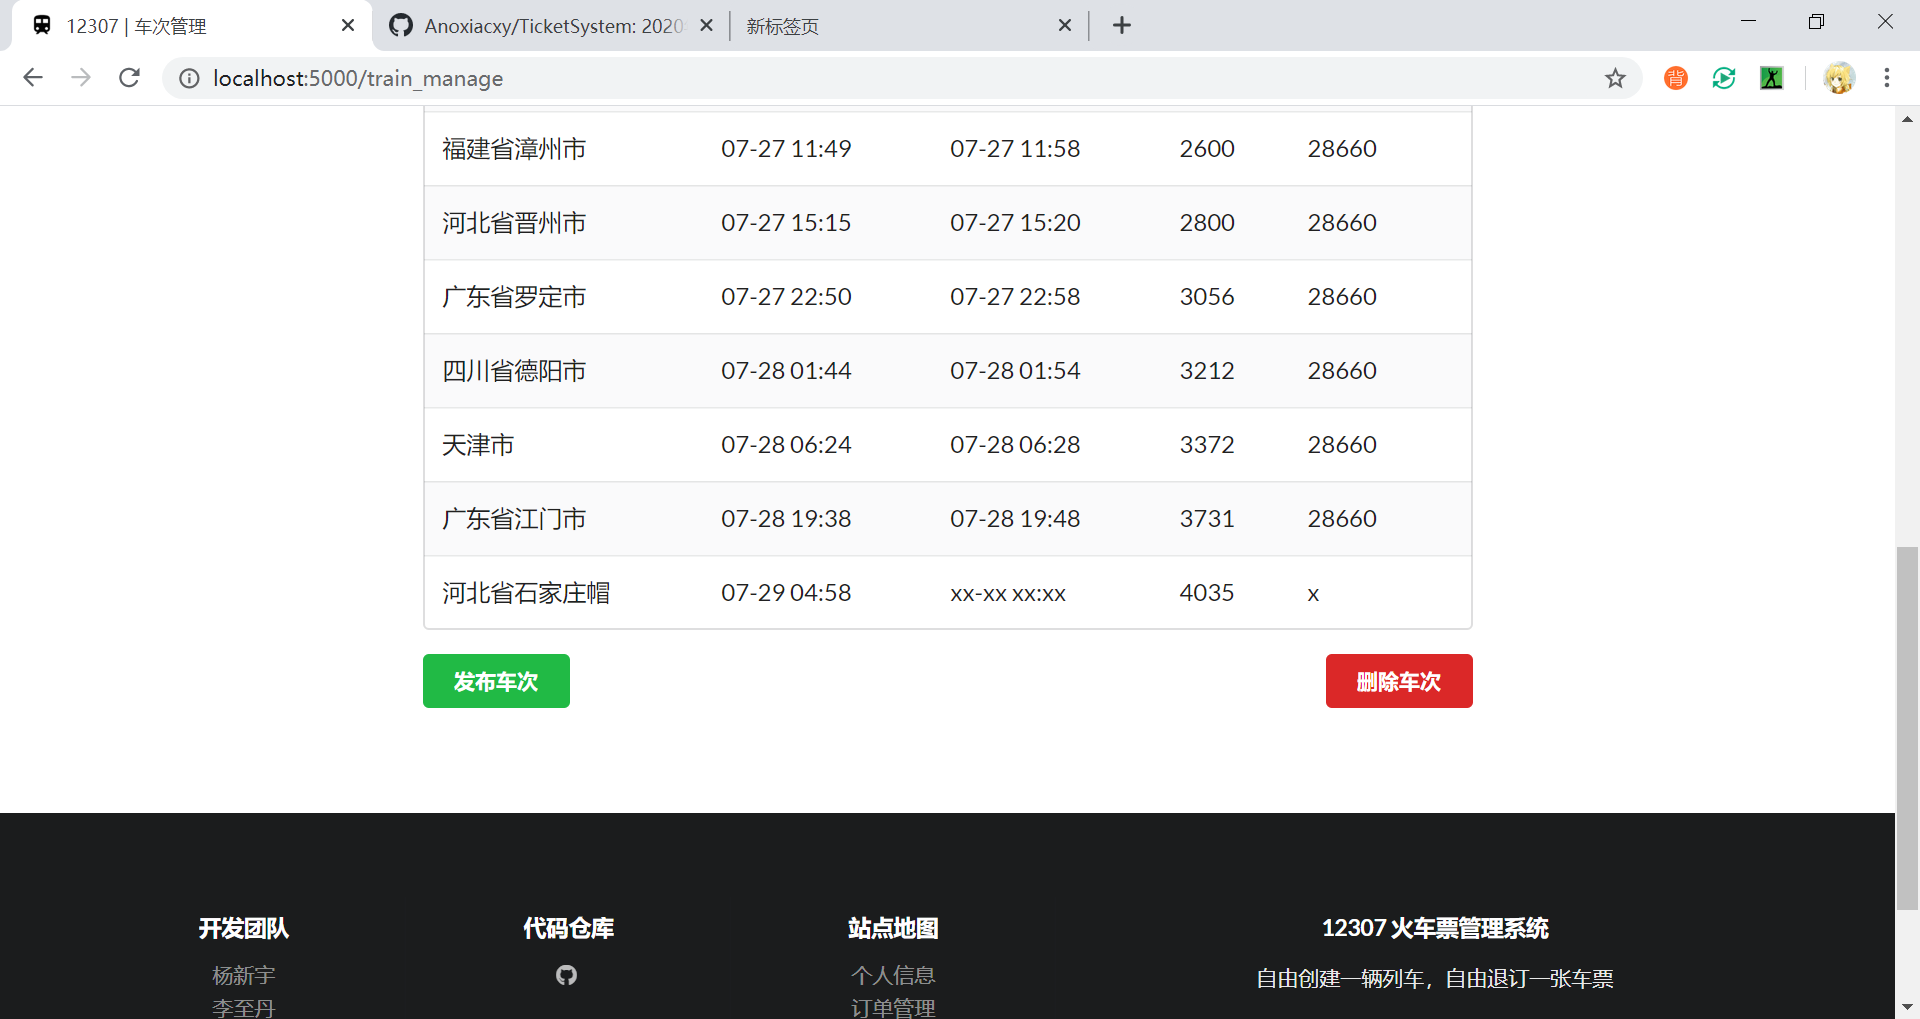 12307 | 车次管理
Anoxiacxy/TicketSystem: 2020
新标签页
localhost:5000/train_manage
背
福建省漳州市 07-27 11:49 07-27 11:58 2600 28660
河北省晋州市 07-27 15:15 07-27 15:20 2800 28660
广东省罗定市 07-27 22:50 07-27 22:58 3056 28660
四川省德阳市 07-28 01:44 07-28 01:54 3212 28660
天津市 07-28 06:24 07-28 06:28 3372 28660
广东省江门市 07-28 19:38 07-28 19:48 3731 28660
河北省石家庄帽 07-29 04:58 xx-xx xx:xx 4035 x
发布车次 删除车次
开发团队 代码仓库 站点地图 12307 火车票管理系统
杨新宇 个人信息 自由创建一辆列车，自由退订一张车票
李至丹 订单管理